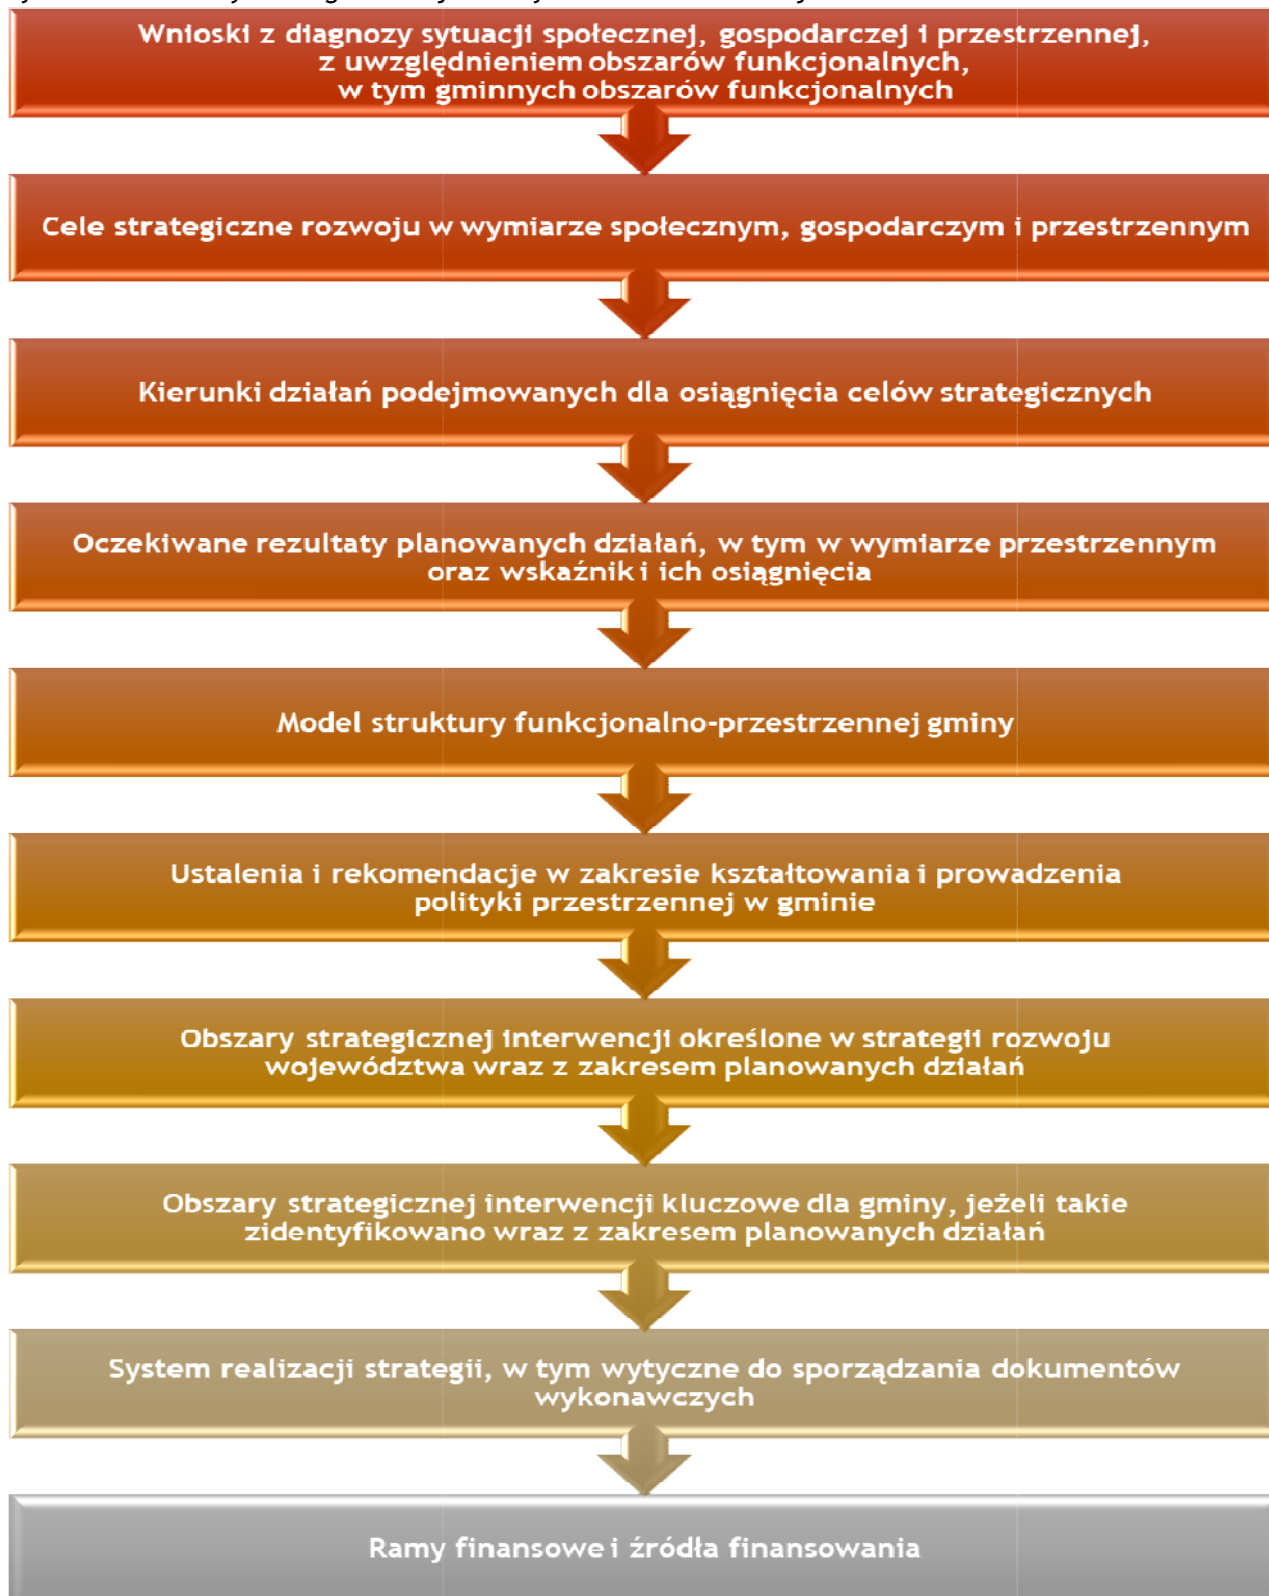 Wnioski z diagnozy sytuacji społecznej, gospodarczej i przestrzennej,
z uwzględnieniem obszarów funkcjonalnych,
w tym gminnych obszarów funkcjonalnych
Cele strategiczne rozwoju w wymiarze społecznym, gospodarczym i przestrzennym
Kierunki działań podejmowanych dla osiągnięcia celów strategicznych
Oczekiwane rezultaty planowanych działań, w tym w wymiarze przestrzennym
oraz wskaźniki ich osiągnięcia
Model struktury funkcjonalno-przestrzennej gminy
Ustalenia i rekomendacje w zakresie kształtowania i prowadzenia
polityki przestrzennej w gminie
Obszary strategicznej interwencji określone w strategii rozwoju
województwa wraz z zakresem planowanych działań
Obszary strategicznej interwencji kluczowe dla gminy, jeżeli takie
zidentyfikowano wraz z zakresem planowanych działań
System realizacji strategii, w tym wytyczne do sporządzania dokumentów
wykonawczych
Ramy finansowe i źródła finansowania